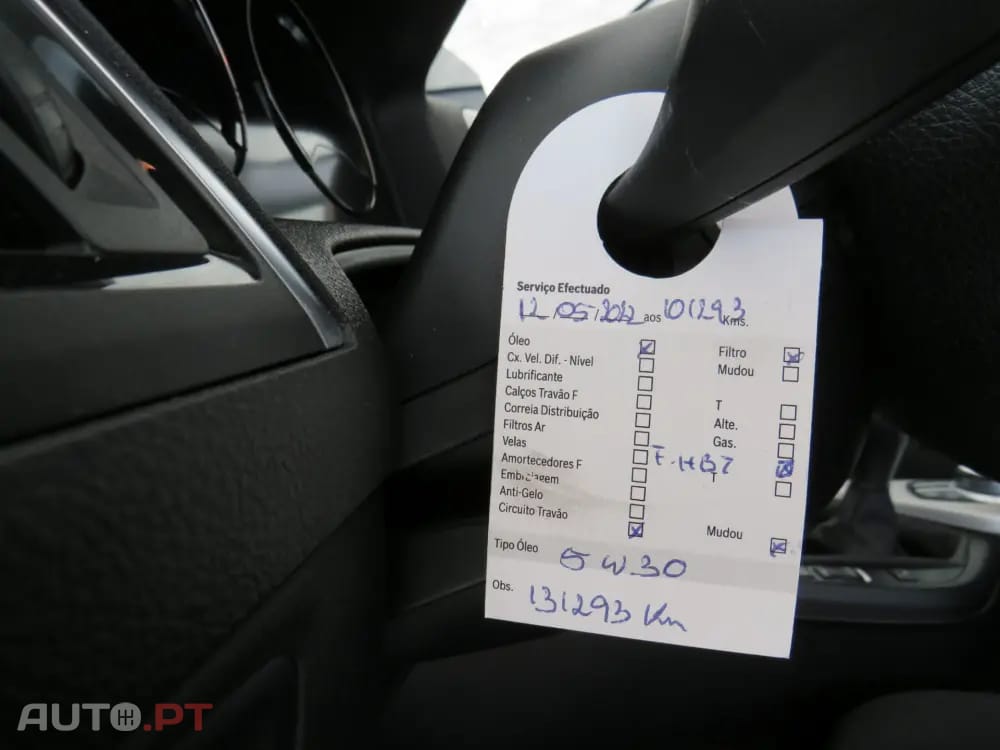 Serviço Efectuado
12/05/2022 aos 101293 Kms.
Óleo Filtro
Cx. Vel. Dif. - Nível Mudou
Lubrificante
Calços Travão F T
Correia Distribuição Alte.
Filtros Ar Gas.
Velas F. HBT
Amortecedores F T
Embraiagem
Anti-Gelo
Circuito Travão Mudou
Tipo Óleo 5W30
Obs. 131293 Km
AUTO.PT